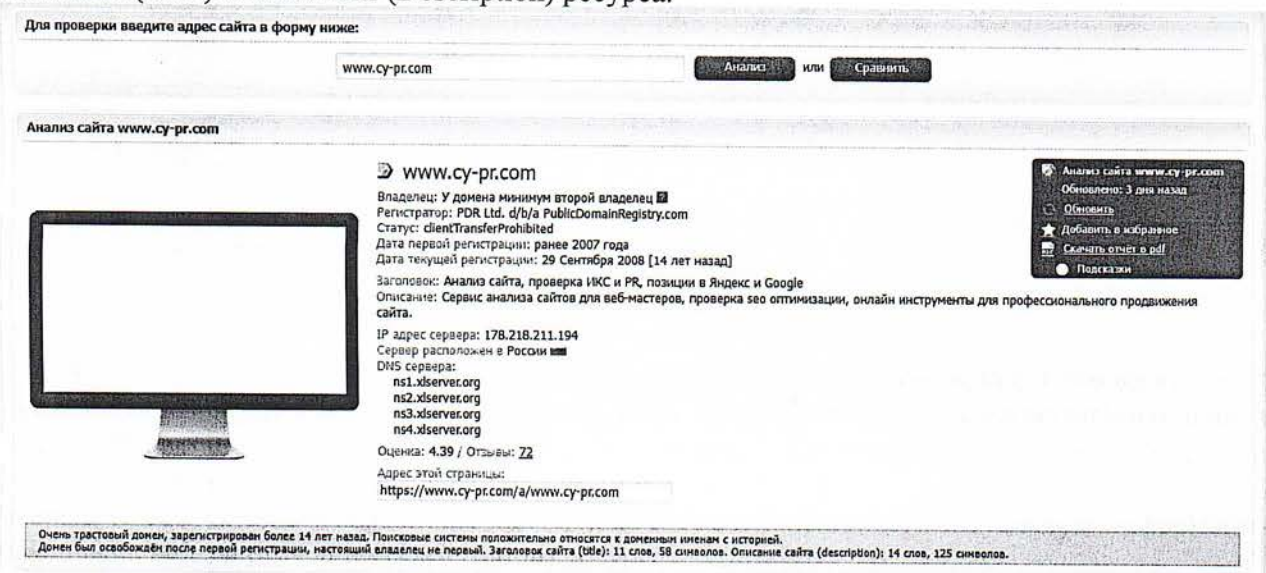 Для проверки введите адрес сайта в форму ниже:
www.cy-pr.com Анализ или Сравнить
Анализ сайта www.cy-pr.com
www.cy-pr.com
Владелец: У домена минимум второй владелец
Регистратор: PDR Ltd. d/b/a PublicDomainRegistry.com
Статус: clientTransferProhibited
Дата первой регистрации: ранее 2007 года
Дата текущей регистрации: 29 Сентября 2008 [14 лет назад]
Заголовок: Анализ сайта, проверка ИКС и PR, позиции в Яндекс и Google
Описание: Сервис анализа сайтов для веб-мастеров, проверка seo оптимизации, онлайн инструменты для профессионального продвижения
сайта.
IP адрес сервера: 178.218.211.194
Сервер расположен в России
DNS сервера:
ns1.xlserver.org
ns2.xlserver.org
ns3.xlserver.org
ns4.xlserver.org
Оценка: 4.39 / Отзывы: 72
Адрес этой страницы:
https://www.cy-pr.com/a/www.cy-pr.com
Анализ сайта www.cy-pr.com
Обновлено: 3 дня назад
Обновить
Добавить в избранное
Скачать отчёт в pdf
Подсказки
Очень трастовый домен, зарегистрирован более 14 лет назад. Поисковые системы положительно относятся к доменным именам с историей.
Домен был освобождён после первой регистрации, настоящий владелец не первый. Заголовок сайта (title): 11 слов, 58 символов. Описание сайта (description): 14 слов, 125 символов.